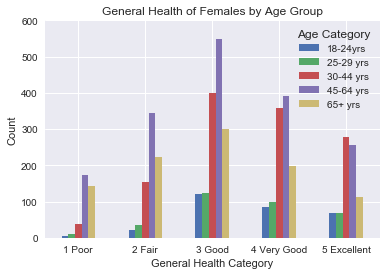 General Health of Females by Age Group
Age Category
18-24yrs
25-29 yrs
30-44 yrs
45-64 yrs
65+ yrs
Count
600
500
400
300
200
100
0
1 Poor
2 Fair
3 Good
4 Very Good
5 Excellent
General Health Category